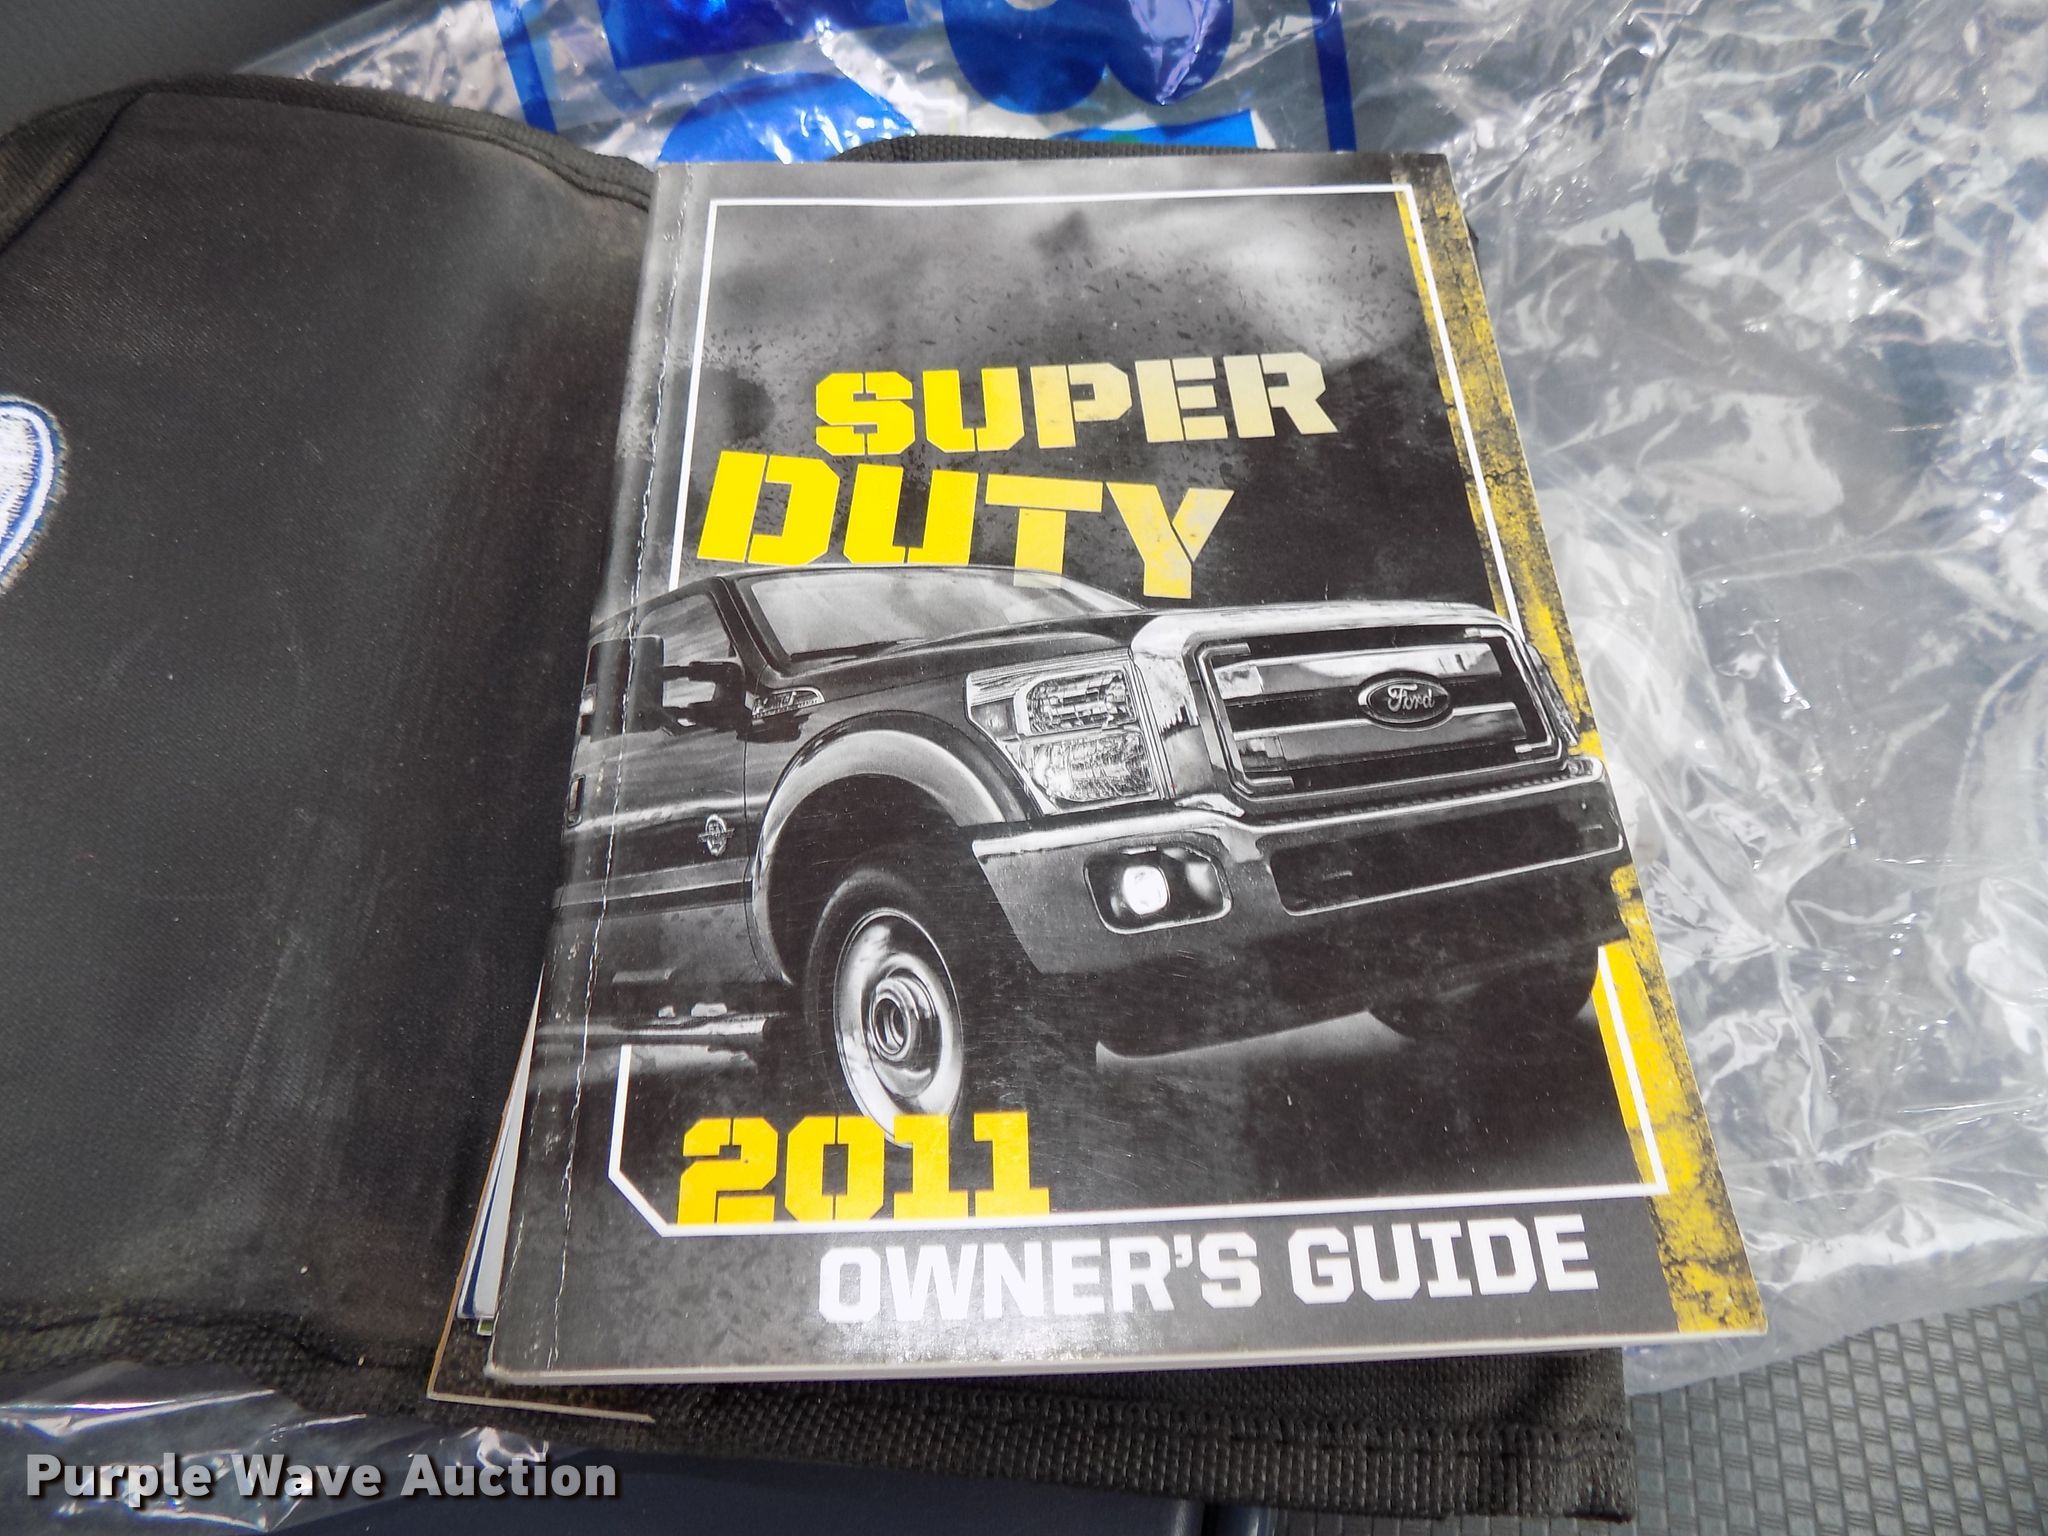 SUPER
DUTY
Ford
2011
OWNER'S GUIDE
Purple Wave Auction